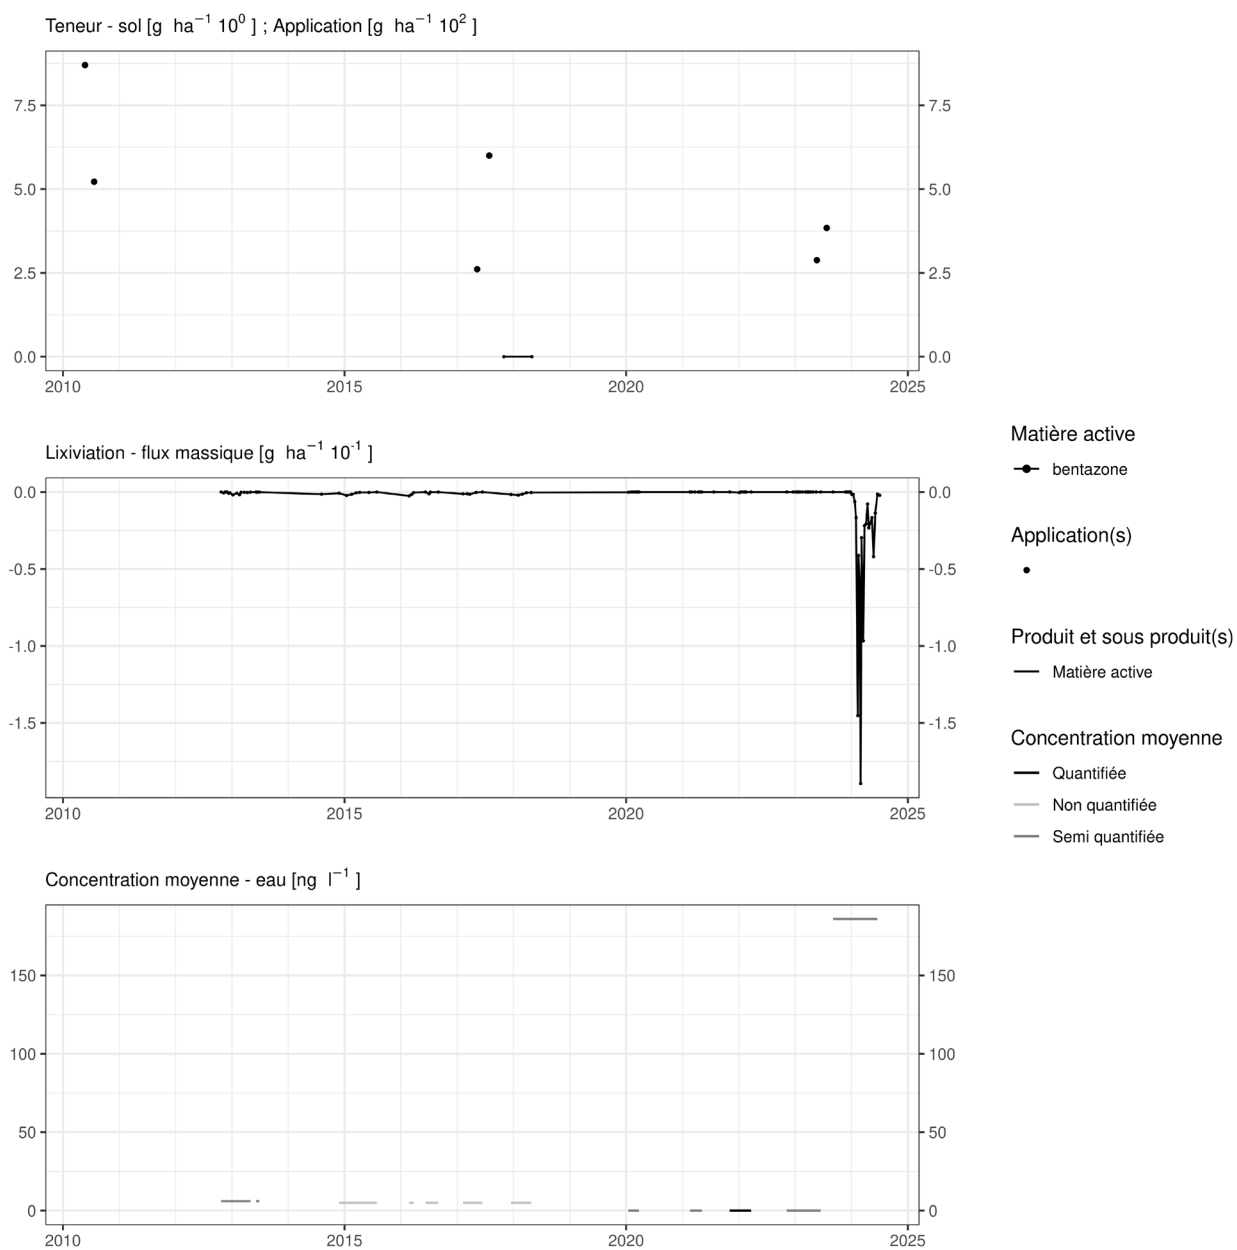 Teneur - sol [g ha⁻¹ 10⁰ ] ; Application [g ha⁻¹ 10² ]
7.5 7.5
5.0 5.0
2.5 2.5
0.0 0.0
2010 2015 2020 2025
Lixiviation - flux massique [g ha⁻¹ 10⁻¹ ]
0.0 0.0
-0.5 -0.5
-1.0 -1.0
-1.5 -1.5
2010 2015 2020 2025
Concentration moyenne - eau [ng l⁻¹ ]
150 150
100 100
50 50
0 0
2010 2015 2020 2025
Matière active
bentazone
Application(s)
Produit et sous produit(s)
Matière active
Concentration moyenne
Quantifiée
Non quantifiée
Semi quantifiée